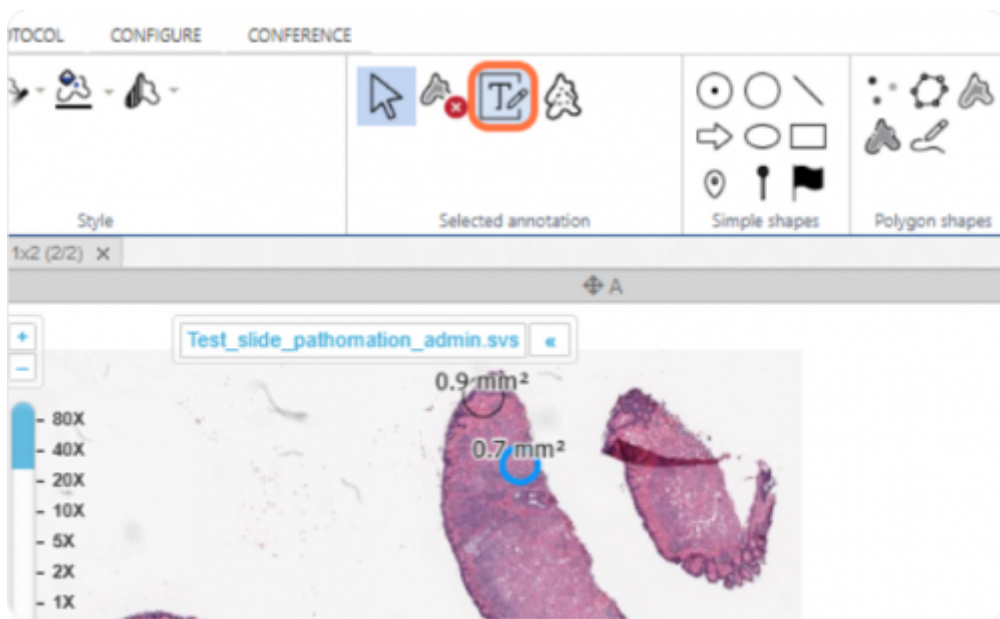 OTOCOL CONFIGURE CONFERENCE
T
Style Selected annotation Simple shapes Polygon shapes
1x2 (2/2) ×
A
+
Test_slide_pathomation_admin.svs «
−
0.9 mm²
- 80X
0.7 mm²
- 40X
- 20X
- 10X
- 5X
- 2X
- 1X